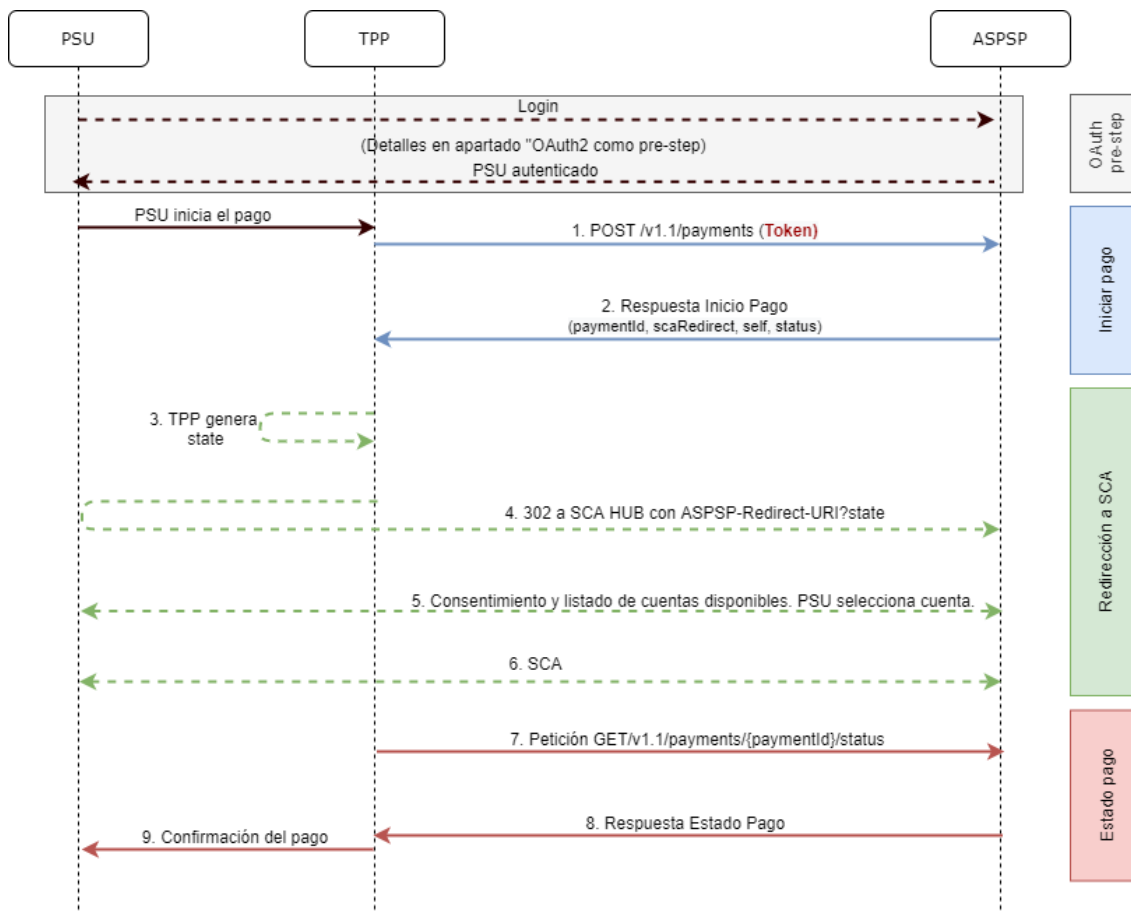 PSU
TPP
ASPSP
Login
(Detalles en apartado "OAuth2 como pre-step)
PSU autenticado
OAuth
pre-step
PSU inicia el pago
1. POST /v1.1/payments (Token)
2. Respuesta Inicio Pago
(paymentId, scaRedirect, self, status)
Iniciar pago
3. TPP genera
state
4. 302 a SCA HUB con ASPSP-Redirect-URI?state
5. Consentimiento y listado de cuentas disponibles. PSU selecciona cuenta.
6. SCA
Redirección a SCA
7. Petición GET/v1.1/payments/{paymentId}/status
8. Respuesta Estado Pago
9. Confirmación del pago
Estado pago